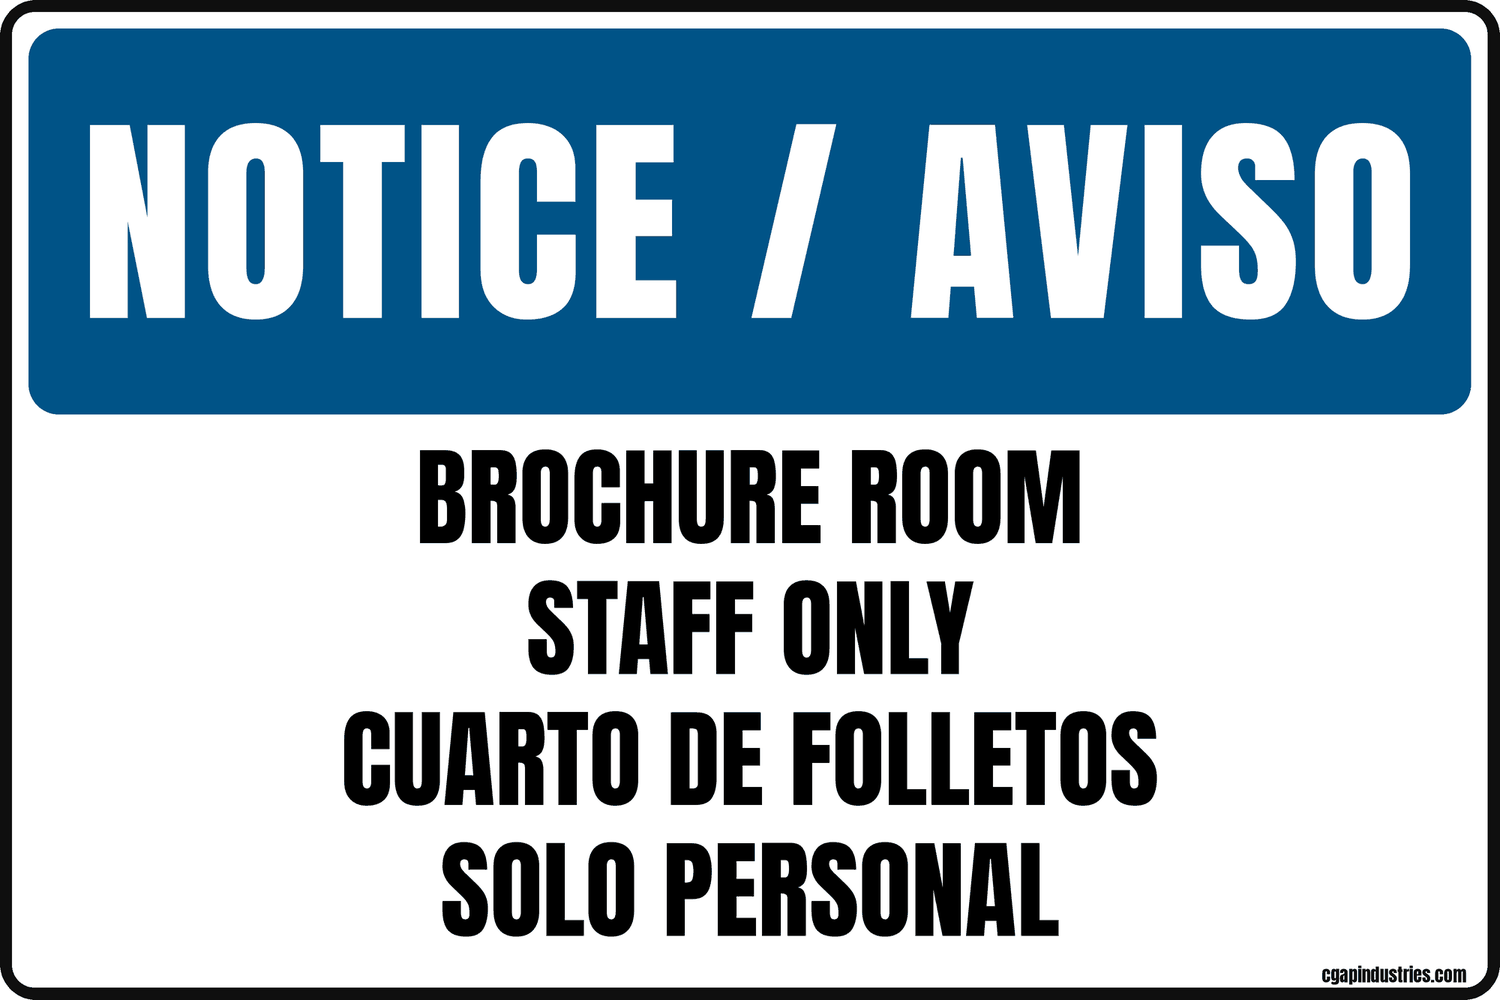 NOTICE / AVISO
BROCHURE ROOM
STAFF ONLY
CUARTO DE FOLLETOS
SOLO PERSONAL
cgapindustries.com